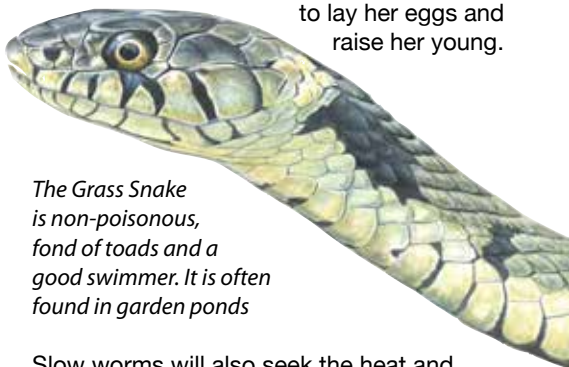 to lay her eggs and
raise her young.
The Grass Snake
is non-poisonous,
fond of toads and a
good swimmer. It is often
found in garden ponds
Slow worms will also seek the heat and